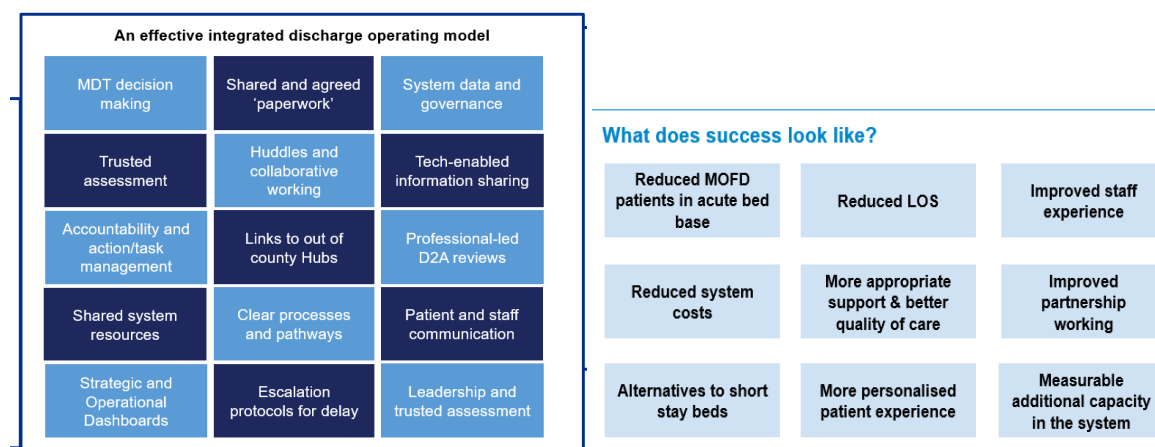 An effective integrated discharge operating model
MDT decision
making
Shared and agreed
'paperwork'
System data and
governance
Trusted
assessment
Huddles and
collaborative
working
Tech-enabled
information sharing
Accountability and
action/task
management
Links to out of
county Hubs
Professional-led
D2A reviews
Shared system
resources
Clear processes
and pathways
Patient and staff
communication
Strategic and
Operational
Dashboards
Escalation
protocols for delay
Leadership and
trusted assessment
What does success look like?
Reduced MOFD
patients in acute bed
base
Reduced LOS
Improved staff
experience
Reduced system
costs
More appropriate
support & better
quality of care
Improved
partnership
working
Alternatives to short
stay beds
More personalised
patient experience
Measurable
additional capacity
in the system